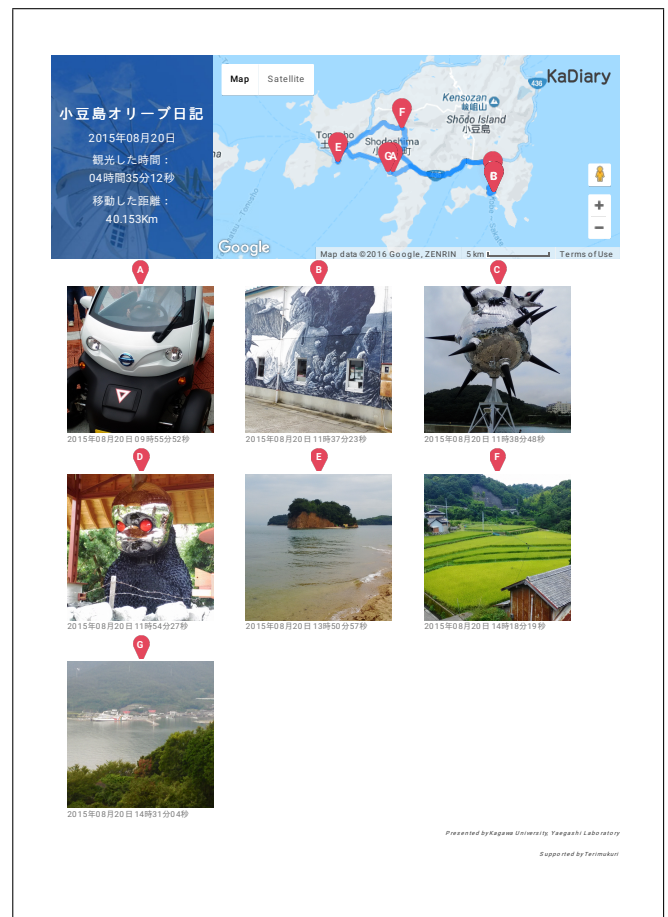 小豆島オリーブ日記
2015年08月20日
観光した時間：
04時間35分12秒
移動した距離：
40.153Km
Map
Satellite
436
KaDiary
Kensozan
Shōdo Island
小豆島
F
E
Shodoshima
G
A
B
Google
Map data ©2016 Google, ZENRIN
5 km
Terms of Use
A
B
C
2015年08月20日 09時55分52秒
2015年08月20日 11時37分23秒
2015年08月20日 11時38分48秒
D
E
F
2015年08月20日 11時54分27秒
2015年08月20日 13時50分57秒
2015年08月20日 14時18分19秒
G
2015年08月20日 14時31分04秒
Presented by Kagawa University, Yaegashi Laboratory
Supported by Terimukuri